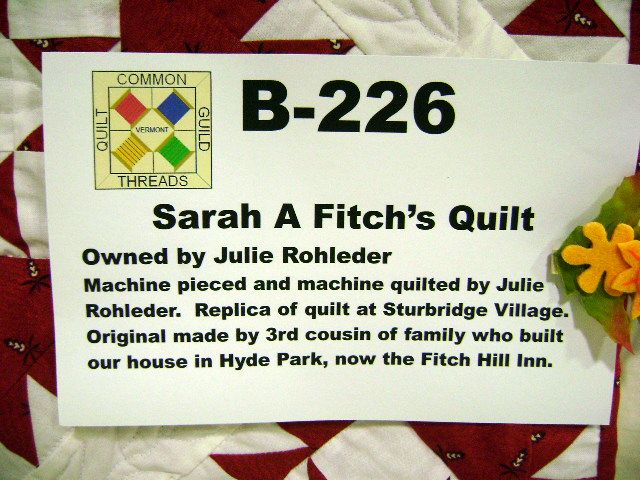 COMMON
QUILT
GUILD
VERMONT
THREADS
B-226
Sarah A Fitch's Quilt
Owned by Julie Rohleder
Machine pieced and machine quilted by Julie
Rohleder. Replica of quilt at Sturbridge Village.
Original made by 3rd cousin of family who built
our house in Hyde Park, now the Fitch Hill Inn.